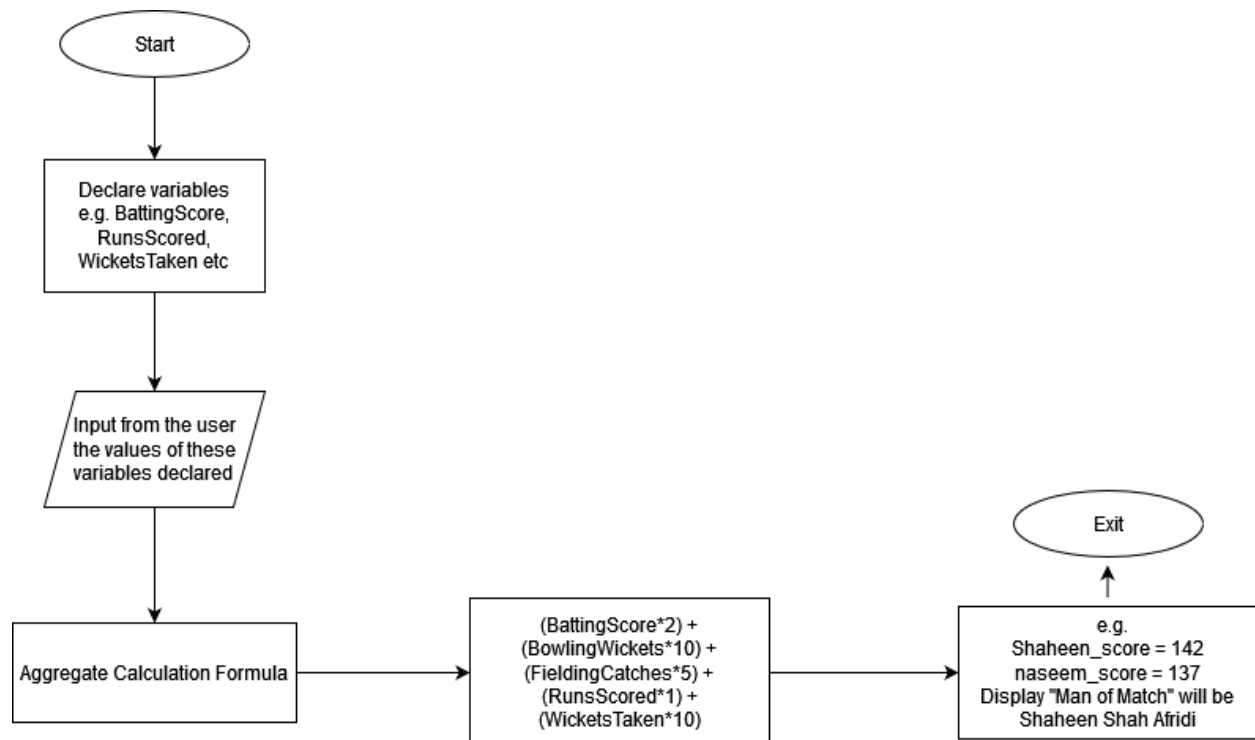 Start
Declare variables
e.g. BattingScore,
RunsScored,
WicketsTaken etc
Input from the user
the values of these
variables declared
Aggregate Calculation Formula
(BattingScore*2) +
(BowlingWickets*10) +
(FieldingCatches*5) +
(RunsScored*1) +
(WicketsTaken*10)
e.g.
Shaheen_score = 142
naseem_score = 137
Display "Man of Match" will be
Shaheen Shah Afridi
Exit